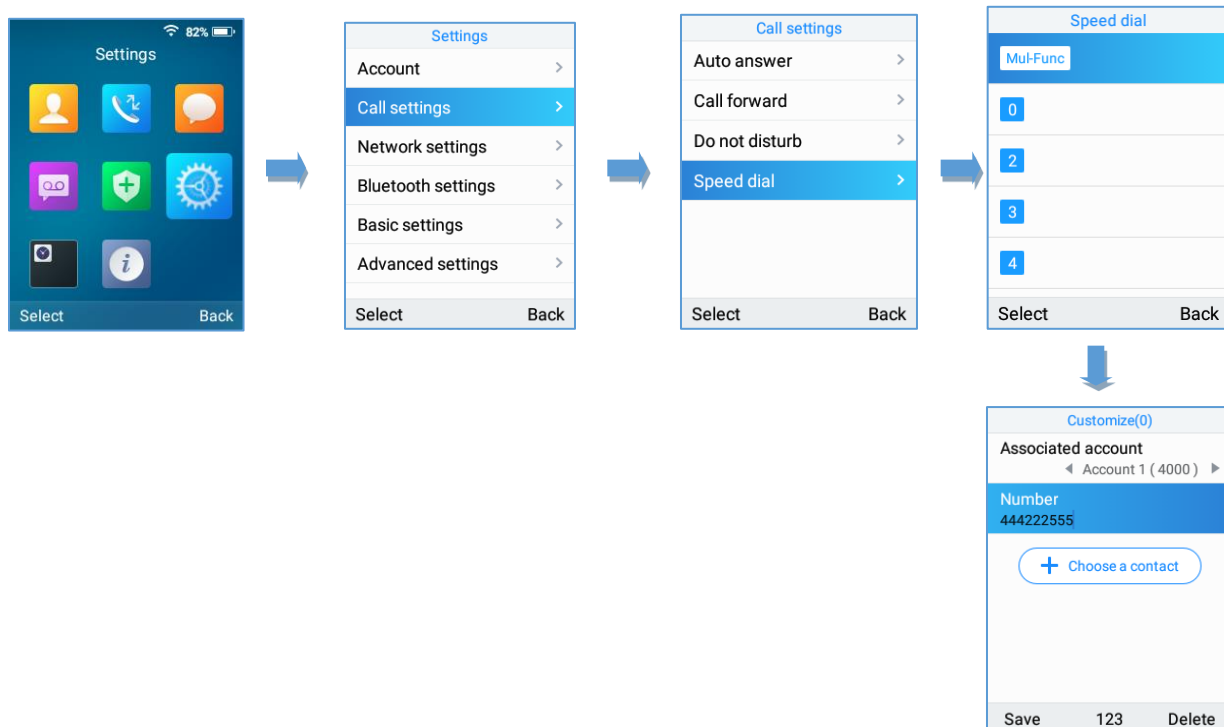 82%
Settings
Select Back
Settings
Account
Call settings
Network settings
Bluetooth settings
Basic settings
Advanced settings
Select Back
Call settings
Auto answer
Call forward
Do not disturb
Speed dial
Select Back
Speed dial
Mul-Func
0
2
3
4
Select Back
Customize(0)
Associated account
Account 1 ( 4000 )
Number
444222555
Choose a contact
Save 123 Delete